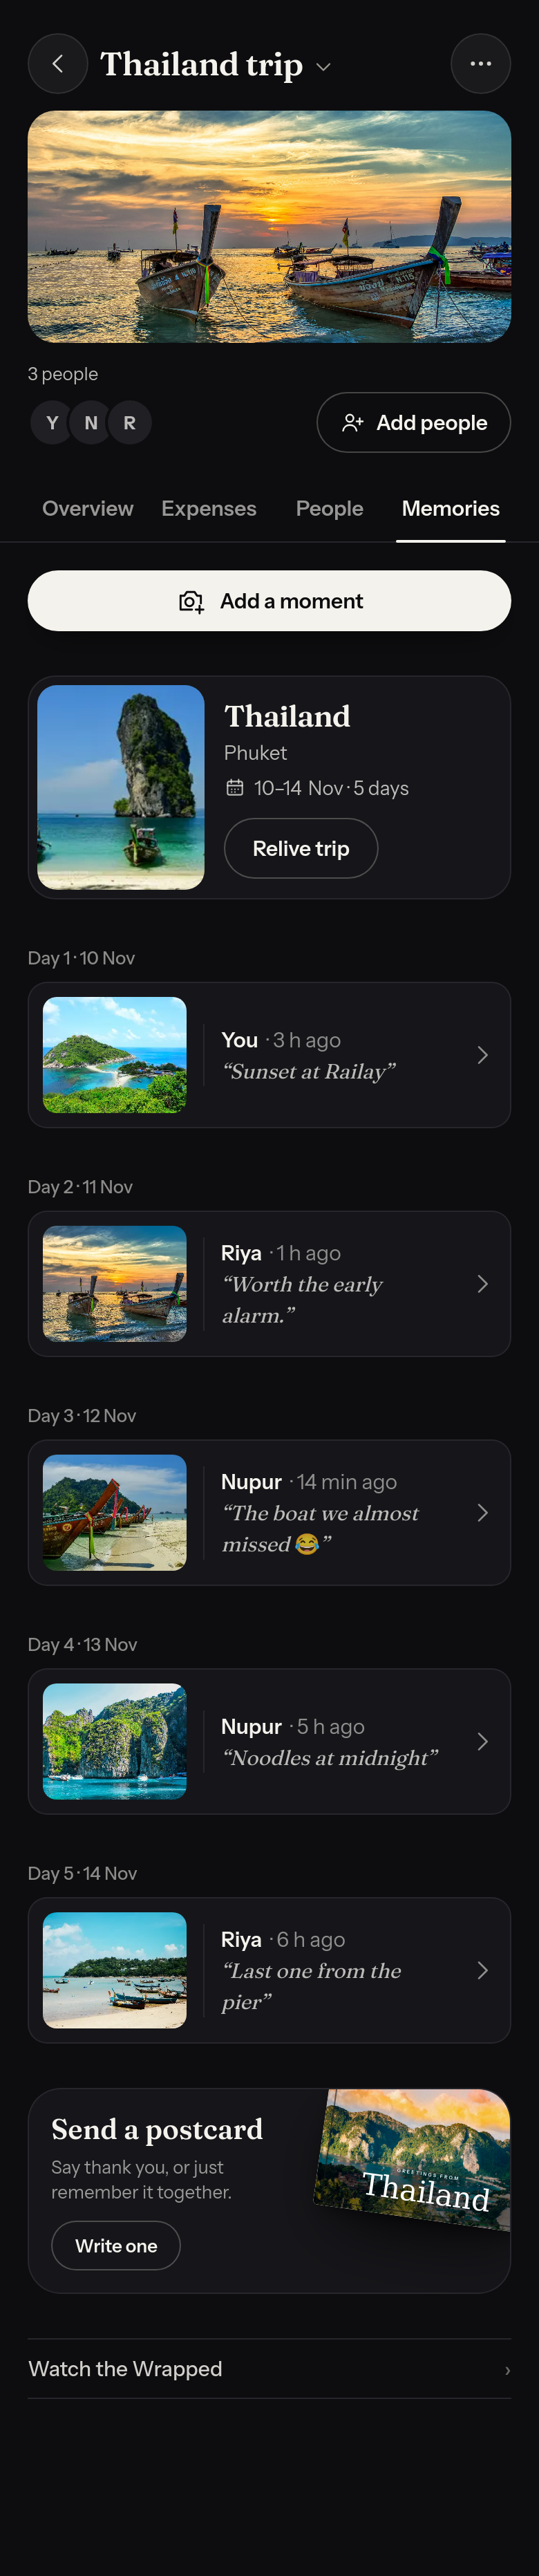 Thailand trip
3 people
Y N R
Add people
Overview Expenses People Memories
Add a moment
Thailand
Phuket
10–14 Nov · 5 days
Relive trip
Day 1 · 10 Nov
You · 3 h ago
“Sunset at Railay”
Day 2 · 11 Nov
Riya · 1 h ago
“Worth the early
alarm.”
Day 3 · 12 Nov
Nupur · 14 min ago
“The boat we almost
missed 😂”
Day 4 · 13 Nov
Nupur · 5 h ago
“Noodles at midnight”
Day 5 · 14 Nov
Riya · 6 h ago
“Last one from the
pier”
Send a postcard
Say thank you, or just
remember it together.
Write one
GREETINGS FROM
Thailand
Watch the Wrapped